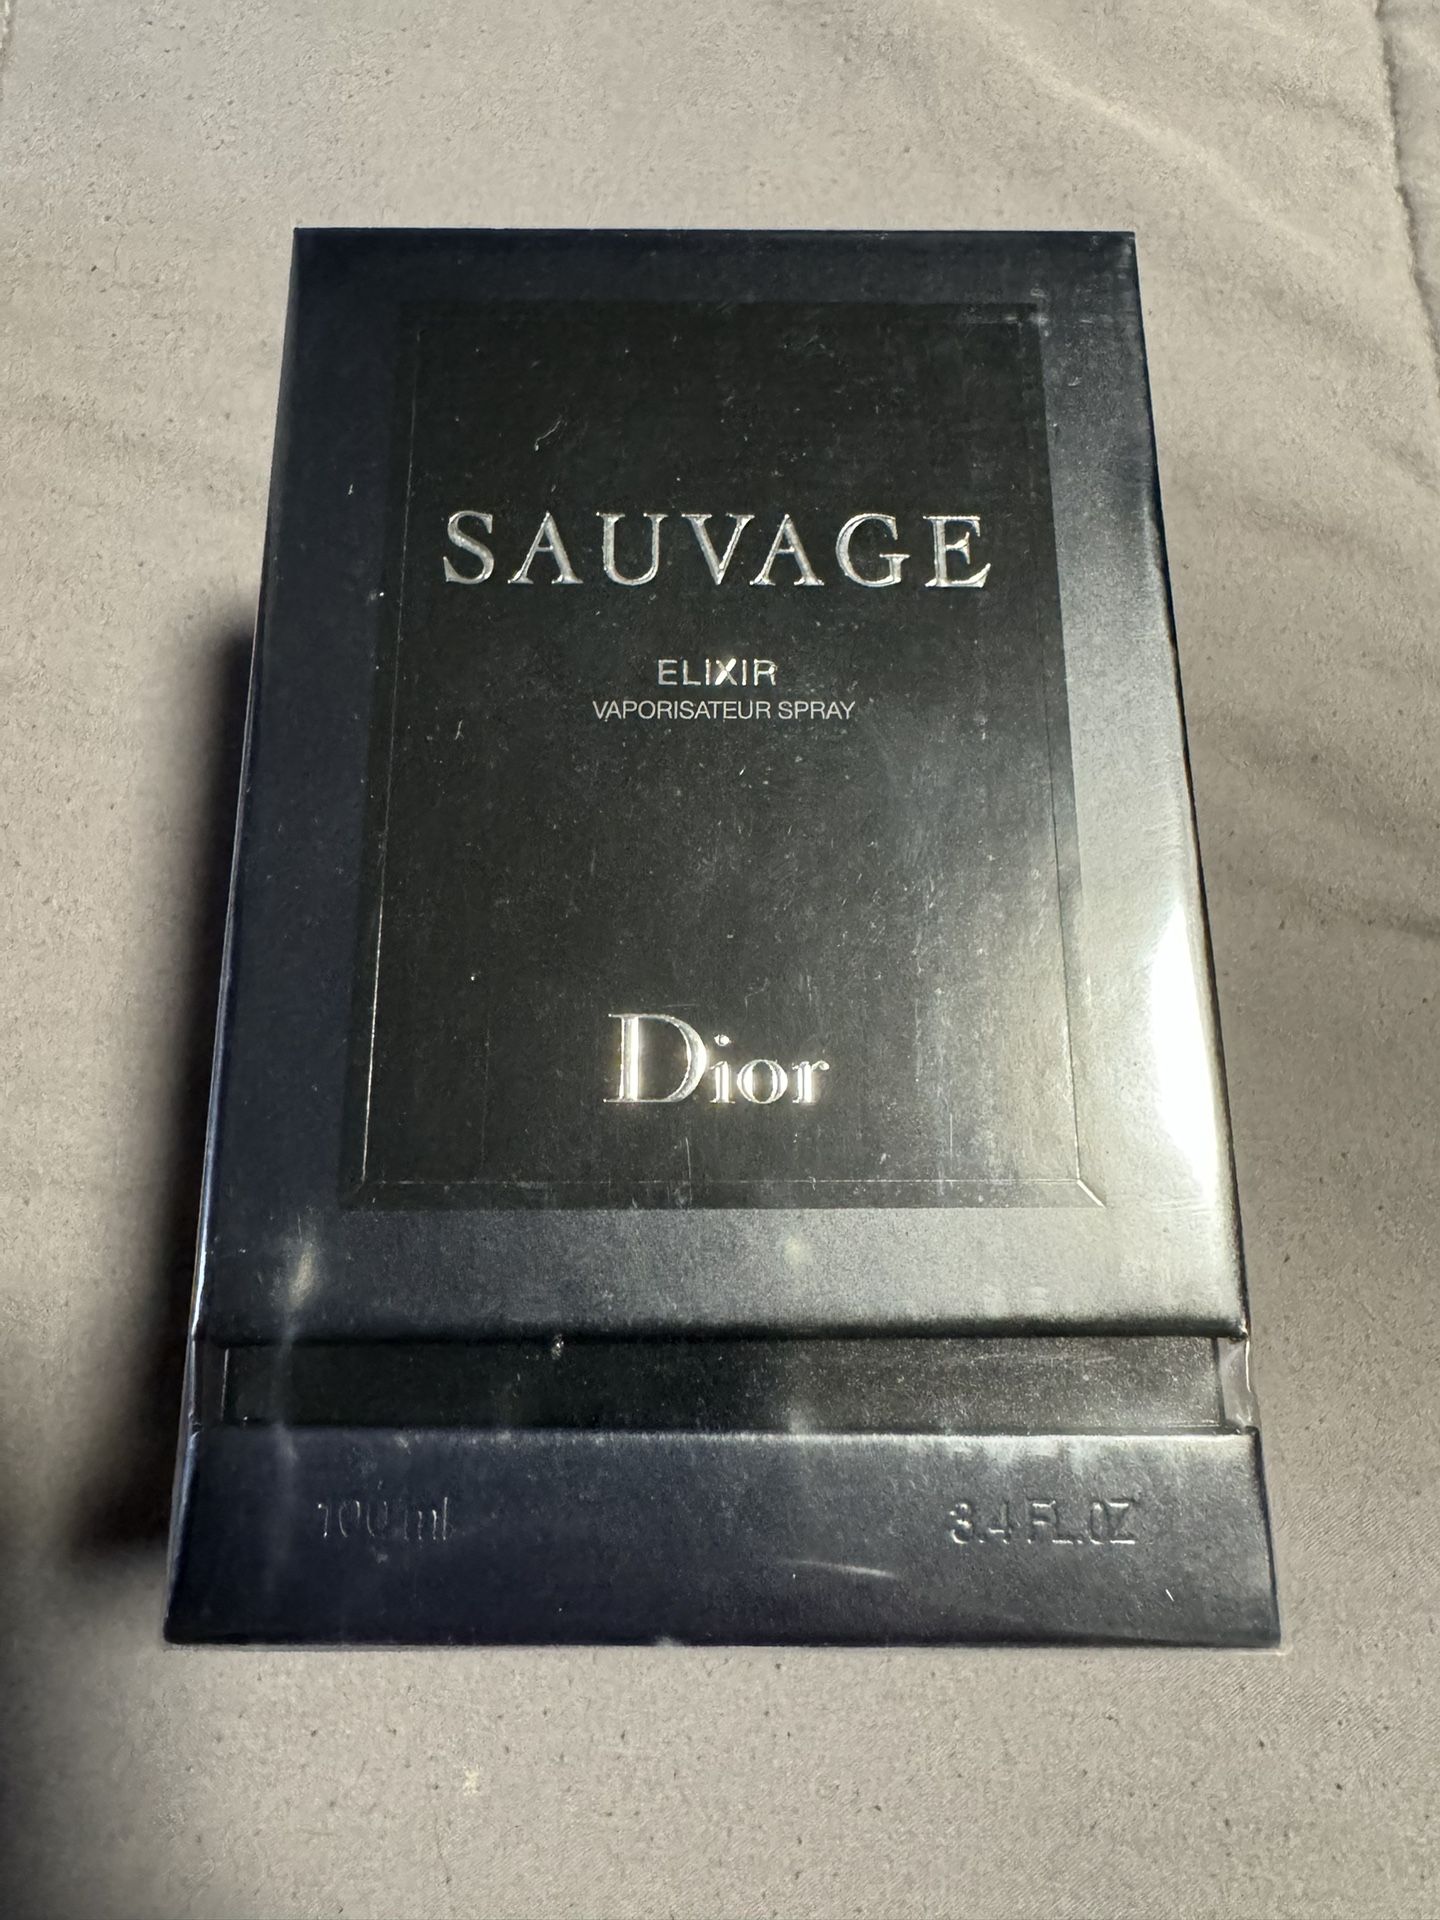 SAUVAGE
ELIXIR
VAPORISATEUR SPRAY
Dior
100 ml 3.4 FL.OZ